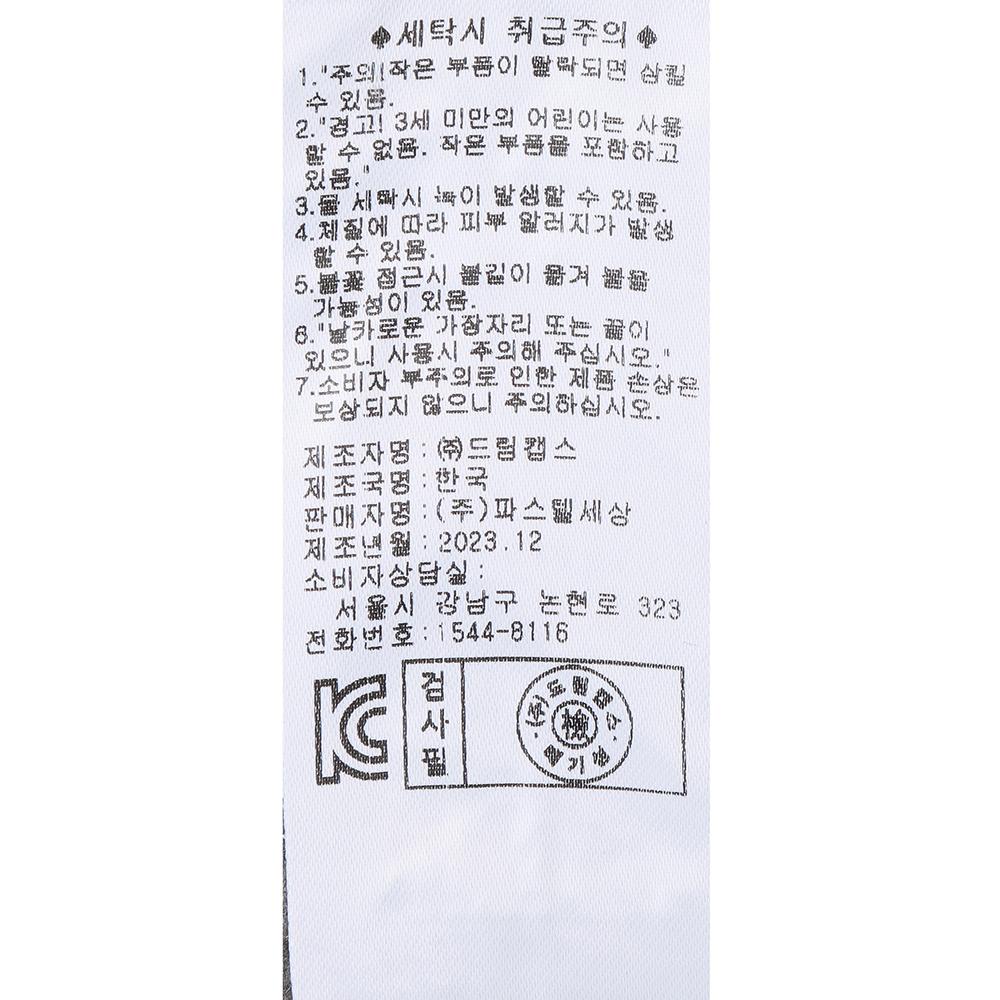 ♠세탁시 취급주의♠
1."주의!작은 부품이 탈락되면 삼킬
수 있음.
2."경고! 3세 미만의 어린이는 사용
할 수 없음. 작은 부품을 포함하고
있음."
3.물 세탁시 녹이 발생할 수 있음.
4.체질에 따라 피부 알러지가 발생
할 수 있음.
5.불꽃 접근시 불길이 옮겨 붙을
가능성이 있음.
6."날카로운 가장자리 또는 끝이
있으니 사용시 주의해 주십시오."
7.소비자 부주의로 인한 제품 손상은
보상되지 않으니 주의하십시오.
제조자명:㈜드림캡스
제조국명:한국
판매자명:(주)파스텔세상
제조년월:2023.12
소비자상담실:
서울시 강남구 논현로 323
전화번호:1544-8116
KC
검사필
(주)드림캡스
檢